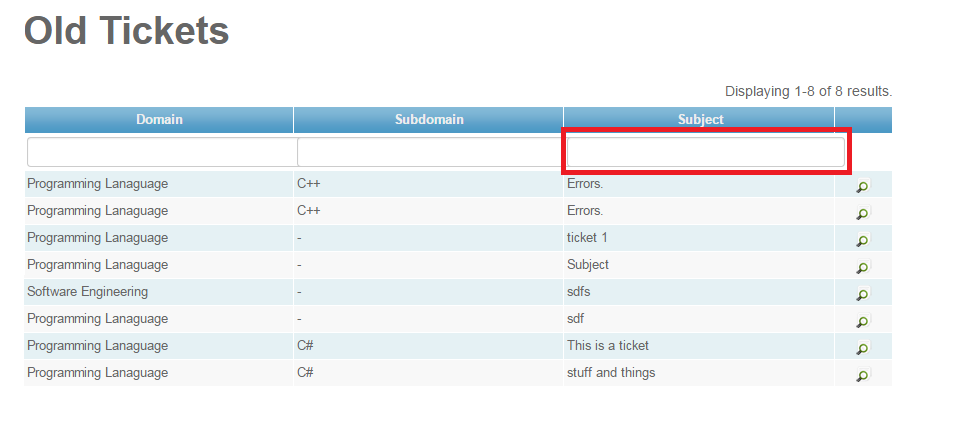 Old Tickets
Displaying 1-8 of 8 results.
Domain Subdomain Subject
Programming Lanaguage C++ Errors.
Programming Lanaguage C++ Errors.
Programming Lanaguage - ticket 1
Programming Lanaguage - Subject
Software Engineering - sdfs
Programming Lanaguage - sdf
Programming Lanaguage C# This is a ticket
Programming Lanaguage C# stuff and things